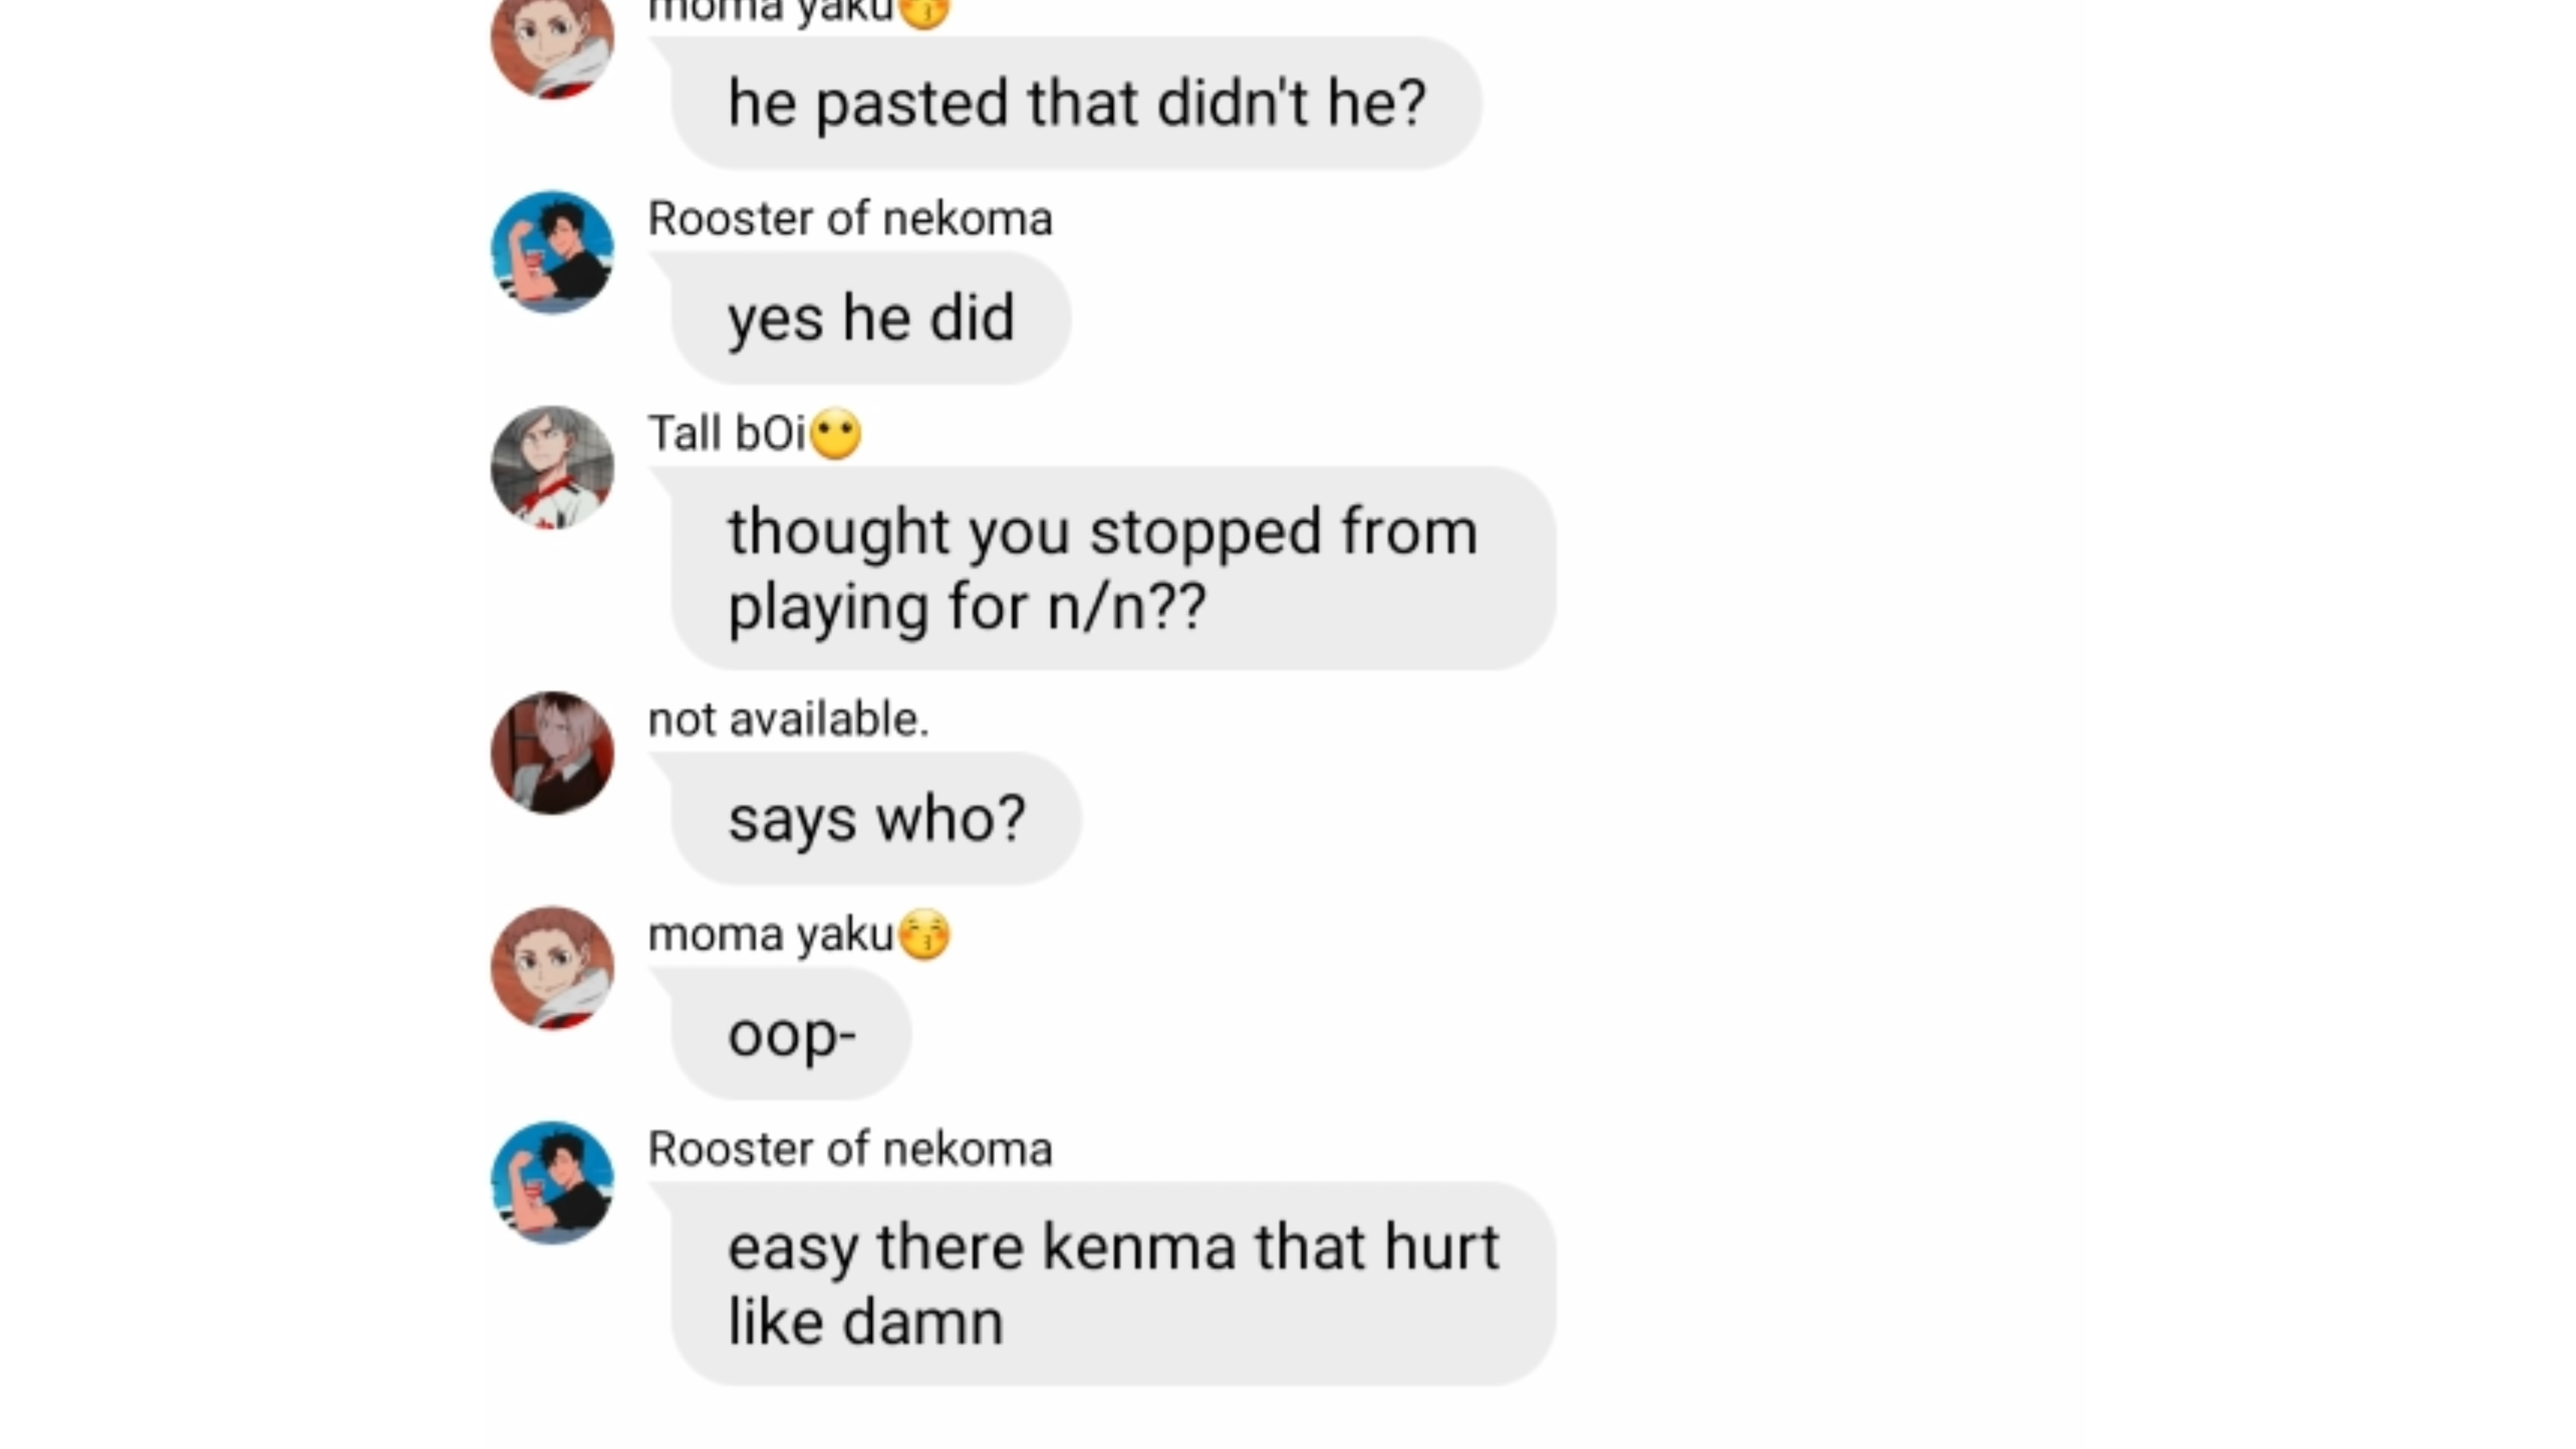 moma yaku😚
he pasted that didn't he?
Rooster of nekoma
yes he did
Tall bOi😶
thought you stopped from
playing for n/n??
not available.
says who?
moma yaku😚
oop-
Rooster of nekoma
easy there kenma that hurt
like damn